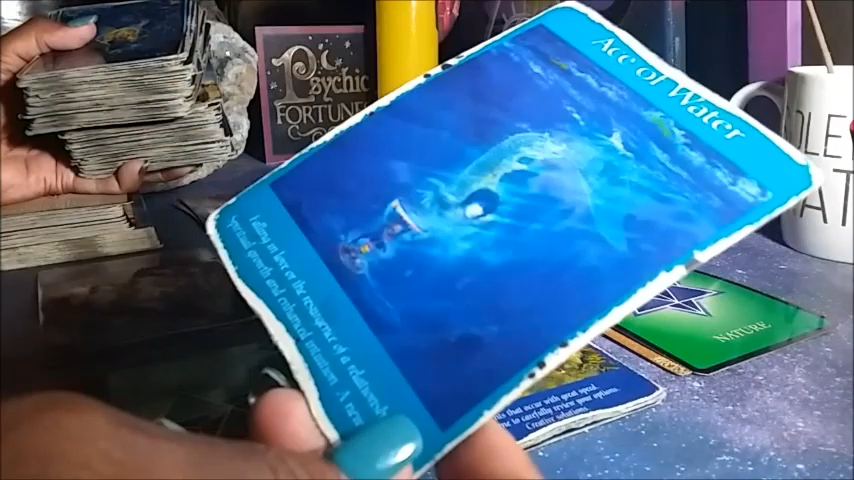 Psychic
FORTUNE
Ace of Water
Falling in love or the resurgence of a relationship.
Spiritual growth and enhanced intuition. A new
NATURE
that occur with great speed.
to carefully review your options.
Creative solutions.